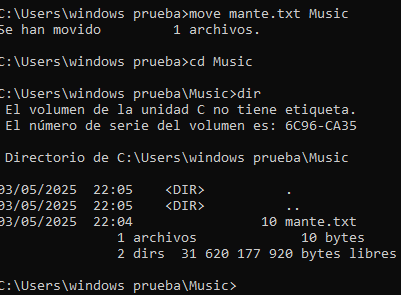 C:\Users\windows prueba>move mante.txt Music
Se han movido         1 archivos.
C:\Users\windows prueba>cd Music
C:\Users\windows prueba\Music>dir
 El volumen de la unidad C no tiene etiqueta.
 El número de serie del volumen es: 6C96-CA35
 Directorio de C:\Users\windows prueba\Music
03/05/2025  22:05    <DIR>          .
03/05/2025  22:05    <DIR>          ..
03/05/2025  22:04                10 mante.txt
               1 archivos             10 bytes
               2 dirs  31 620 177 920 bytes libres
C:\Users\windows prueba\Music>